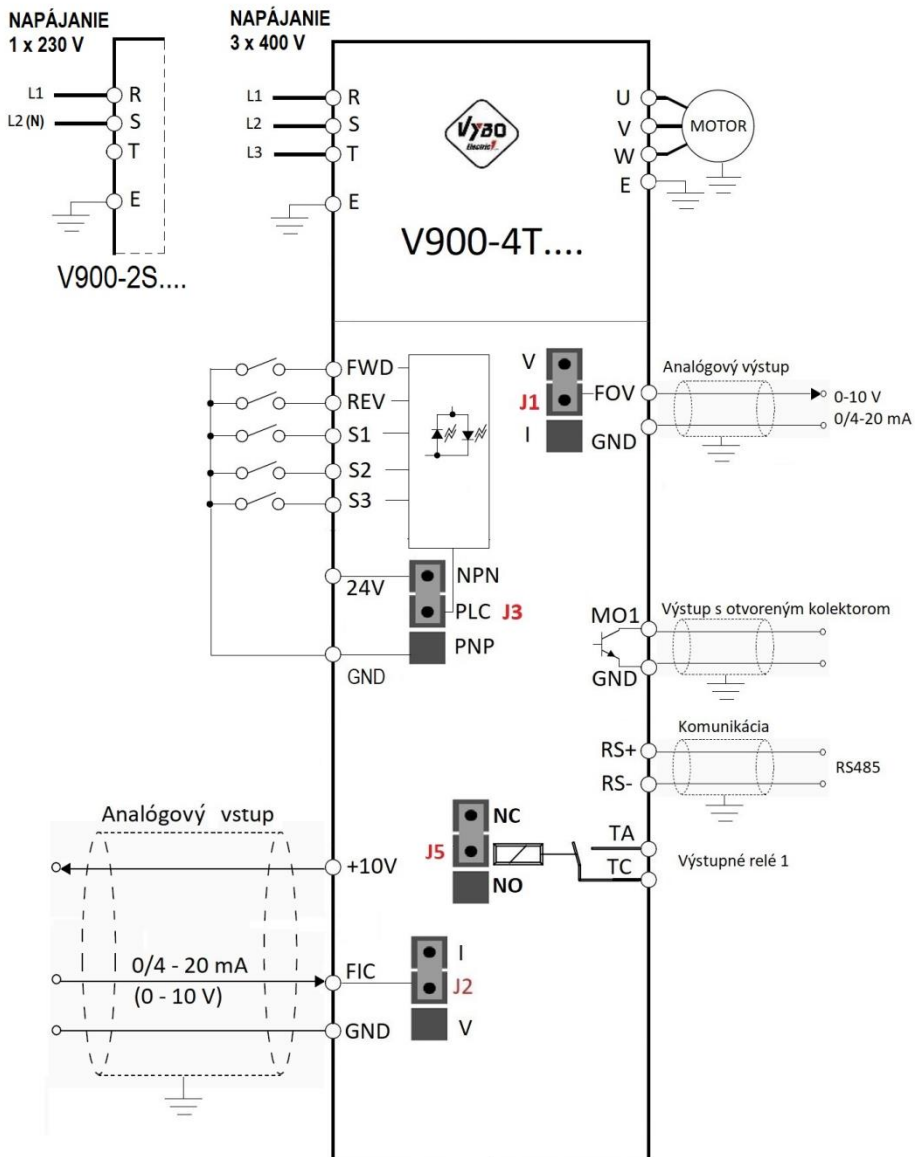 NAPÁJANIE
1 x 230 V
L1
R
L2 (N)
S
T
E
V900-2S....
NAPÁJANIE
3 x 400 V
L1
R
L2
S
L3
T
E
VYBO
Electric
U
V
W
E
MOTOR
V900-4T....
FWD
REV
S1
S2
S3
24V
NPN
PLC J3
PNP
GND
V
J1
I
FOV
GND
Analógový výstup
0-10 V
0/4-20 mA
MO1
GND
Výstup s otvoreným kolektorom
Komunikácia
RS+
RS-
RS485
NC
J5
NO
TA
TC
Výstupné relé 1
Analógový vstup
+10V
0/4 - 20 mA
(0 - 10 V)
FIC
GND
I
J2
V